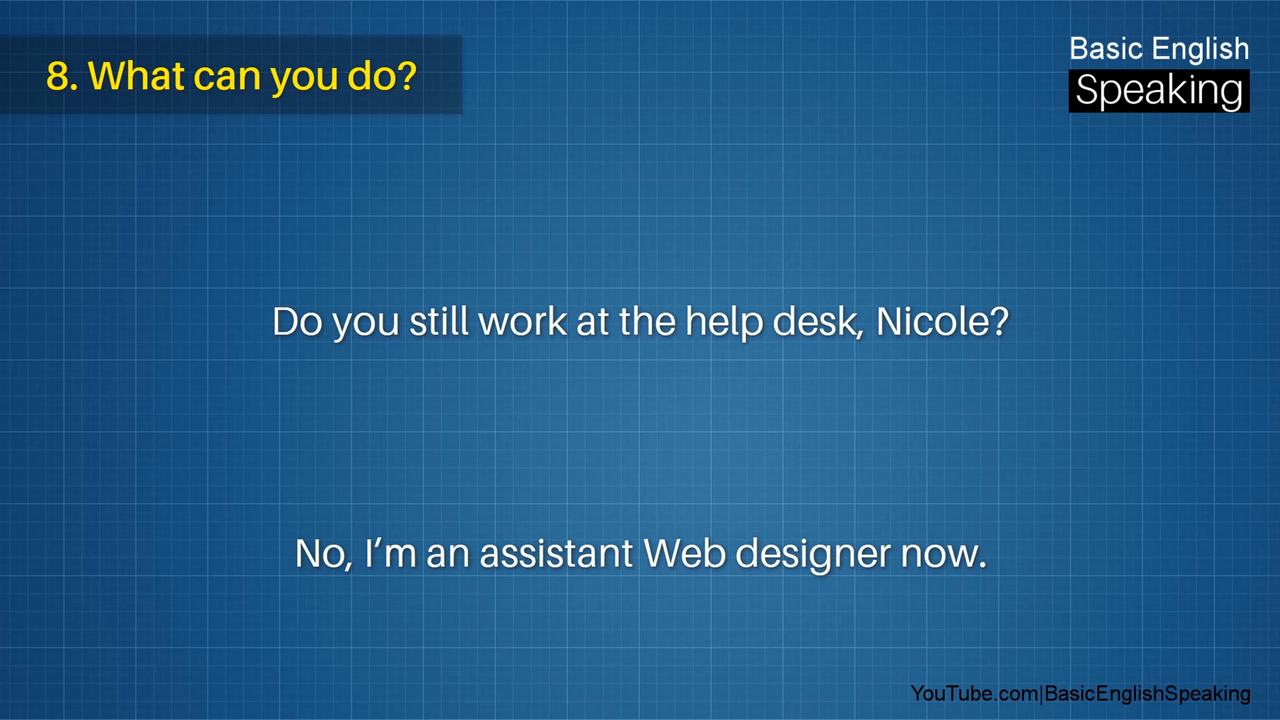 8. What can you do?
Basic English
Speaking
Do you still work at the help desk, Nicole?
No, I’m an assistant Web designer now.
YouTube.com|BasicEnglishSpeaking